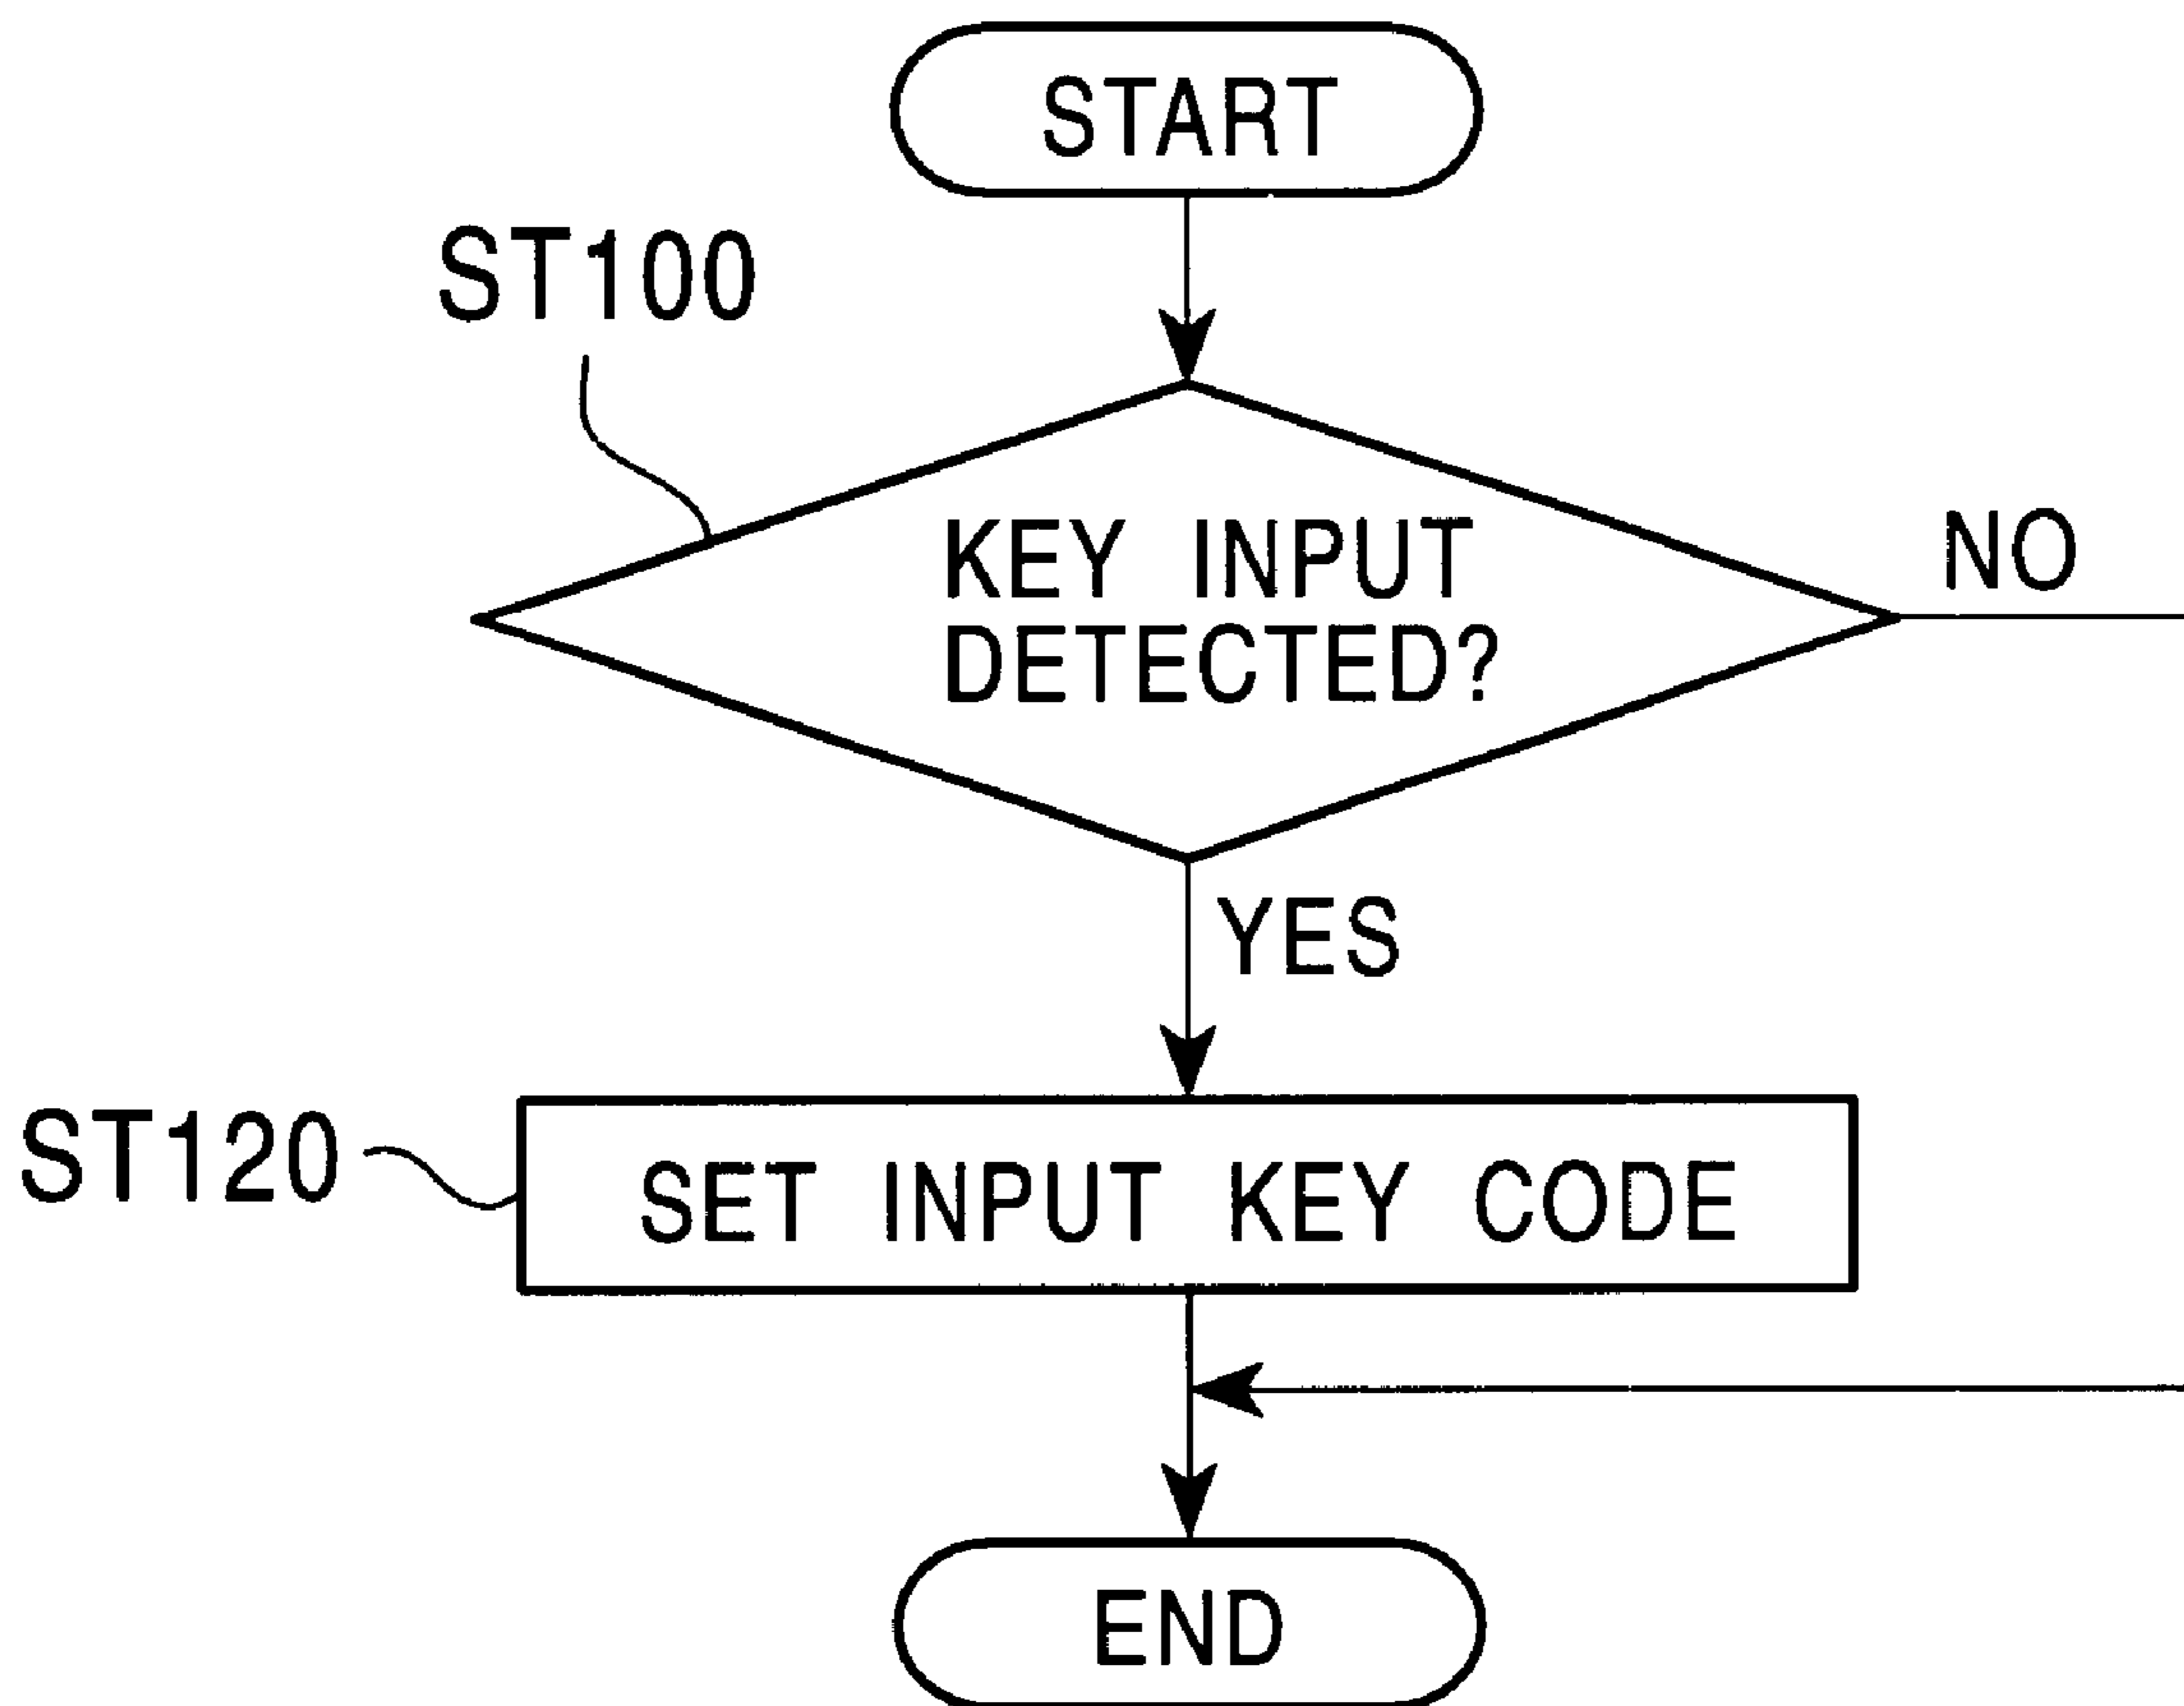 START
ST100
KEY INPUT
DETECTED?
NO
YES
ST120
SET INPUT KEY CODE
END